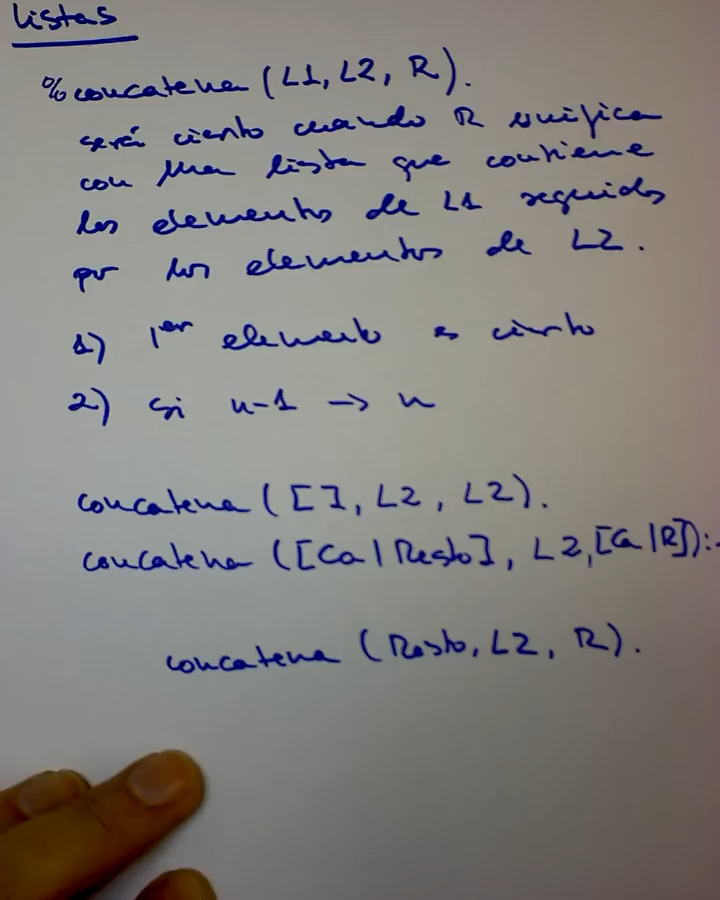 listas
% concatena (L1, L2, R).
será cierto cuando R unifica
con una lista que contiene
los elementos de L1 seguidos
por los elementos de L2.
1) 1er elemento es cierto
2) si n-1 -> n
concatena ([], L2, L2).
concatena ([Ca|Resto], L2, [Ca|R]):-
concatena (Resto, L2, R).